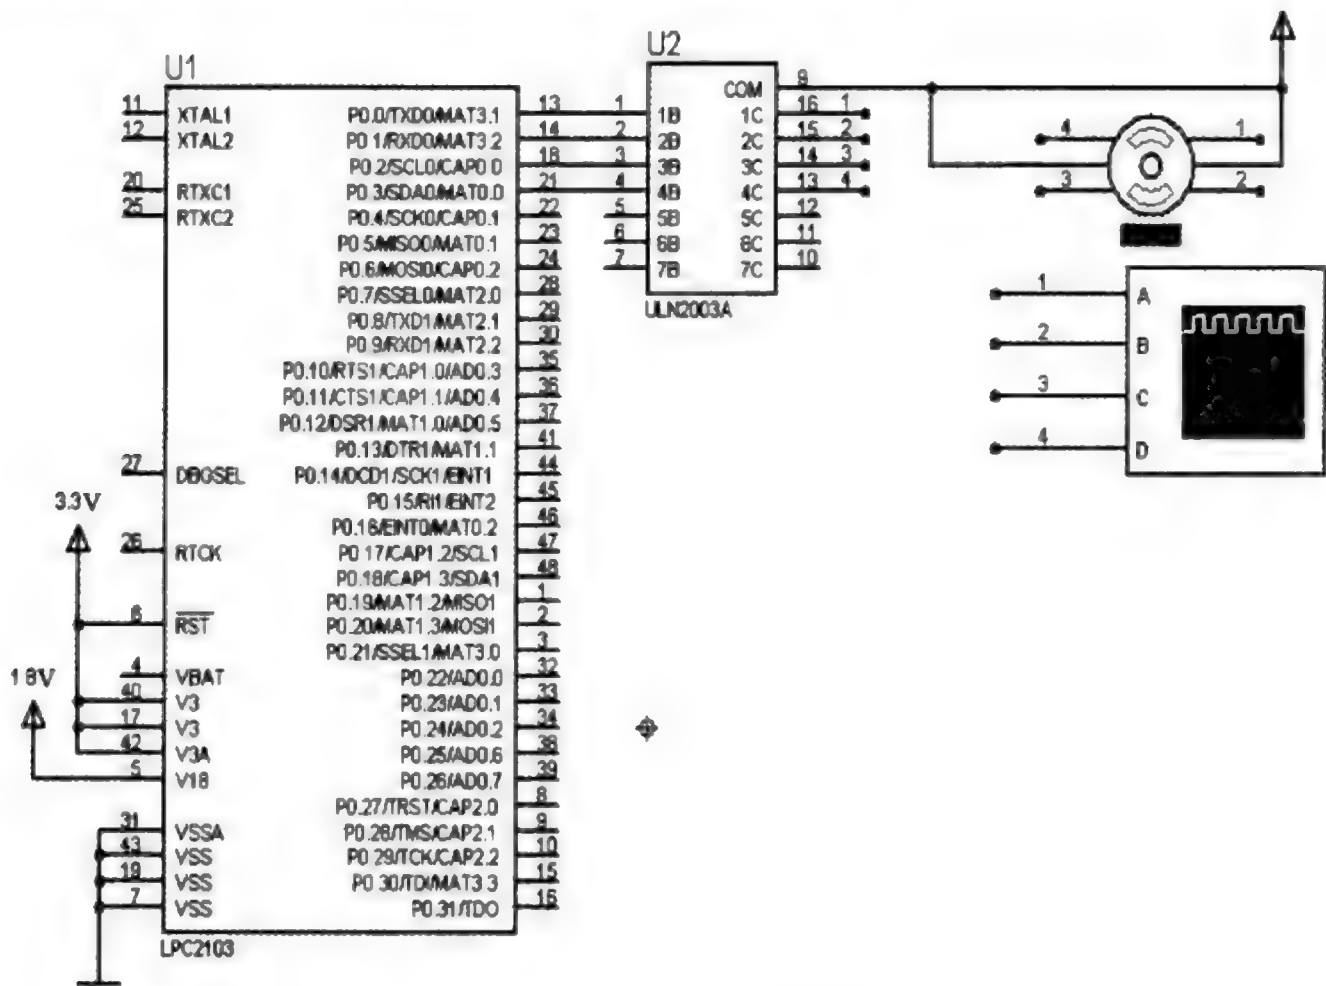 U1
11 XTAL1
12 XTAL2
20 RTXC1
25 RTXC2
27 DBGSEL
3.3V
26 RTCK
6 RST
1 8V
4 VBAT
40 V3
17 V3
42 V3A
5 V18
31 VSSA
43 VSS
19 VSS
7 VSS
LPC2103
P0.0/TXD0/MAT3.1 13
P0 1/RXD0/MAT3.2 14
P0.2/SCL0/CAP0.0 18
P0.3/SDA0/MAT0.0 21
P0.4/SCK0/CAP0.1 22
P0.5/MISO0/MAT0.1 23
P0.6/MOSI0/CAP0.2 24
P0.7/SSEL0/MAT2.0 28
P0.8/TXD1/MAT2.1 29
P0.9/RXD1/MAT2.2 30
P0.10/RTS1/CAP1.0/AD0.3 35
P0.11/CTS1/CAP1.1/AD0.4 36
P0.12/DSR1/MAT1.0/AD0.5 37
P0.13/DTR1/MAT1.1 41
P0.14/DCD1/SCK1/EINT1 44
P0.15/RI1/EINT2 45
P0.16/EINT0/MAT0.2 46
P0.17/CAP1.2/SCL1 47
P0.18/CAP1.3/SDA1 48
P0.19/MAT1.2/MISO1 1
P0.20/MAT1.3/MOSI1 2
P0.21/SSEL1/MAT3.0 3
P0.22/AD0.0 32
P0.23/AD0.1 33
P0.24/AD0.2 34
P0.25/AD0.6 38
P0.26/AD0.7 39
P0.27/TRST/CAP2.0 8
P0.28/TMS/CAP2.1 9
P0.29/TCK/CAP2.2 10
P0.30/TDI/MAT3.3 15
P0.31/TDO 16
U2
COM 9
1 1B 1C 16 1
2 2B 2C 15 2
3 3B 3C 14 3
4 4B 4C 13 4
5 5B 5C 12
6 6B 6C 11
7 7B 7C 10
ULN2003A
4 1
3 2
1 A
2 B
3 C
4 D